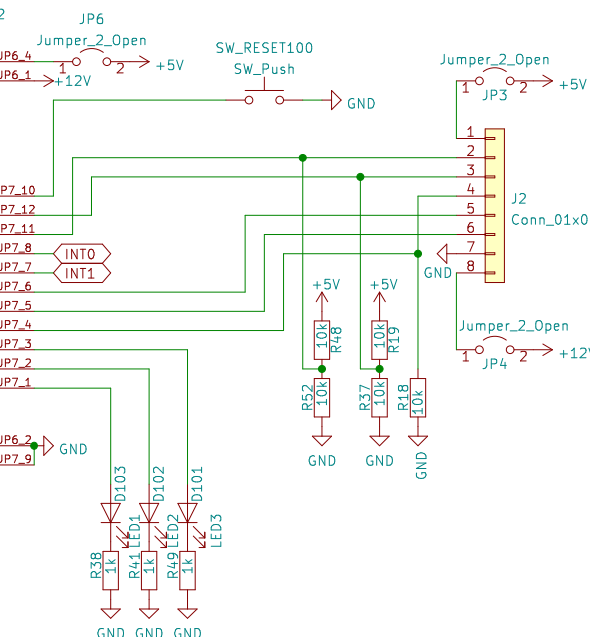 2
JP6
Jumper_2_Open
JP6_4
1
2
+5V
JP6_1
+12V
SW_RESET100
SW_Push
GND
Jumper_2_Open
1
2
+5V
JP3
1
2
3
4
5
6
7
8
J2
Conn_01x0
GND
JP7_10
JP7_12
JP7_11
JP7_8
INT0
JP7_7
INT1
JP7_6
JP7_5
JP7_4
JP7_3
JP7_2
JP7_1
JP6_2
GND
JP7_9
+5V
+5V
10k
R48
10k
R19
R52
10k
R37
10k
R18
10k
GND
GND
GND
Jumper_2_Open
1
2
+12V
JP4
D103
D102
D101
LED1
LED2
LED3
R38
1k
R41
1k
R49
1k
GND
GND
GND